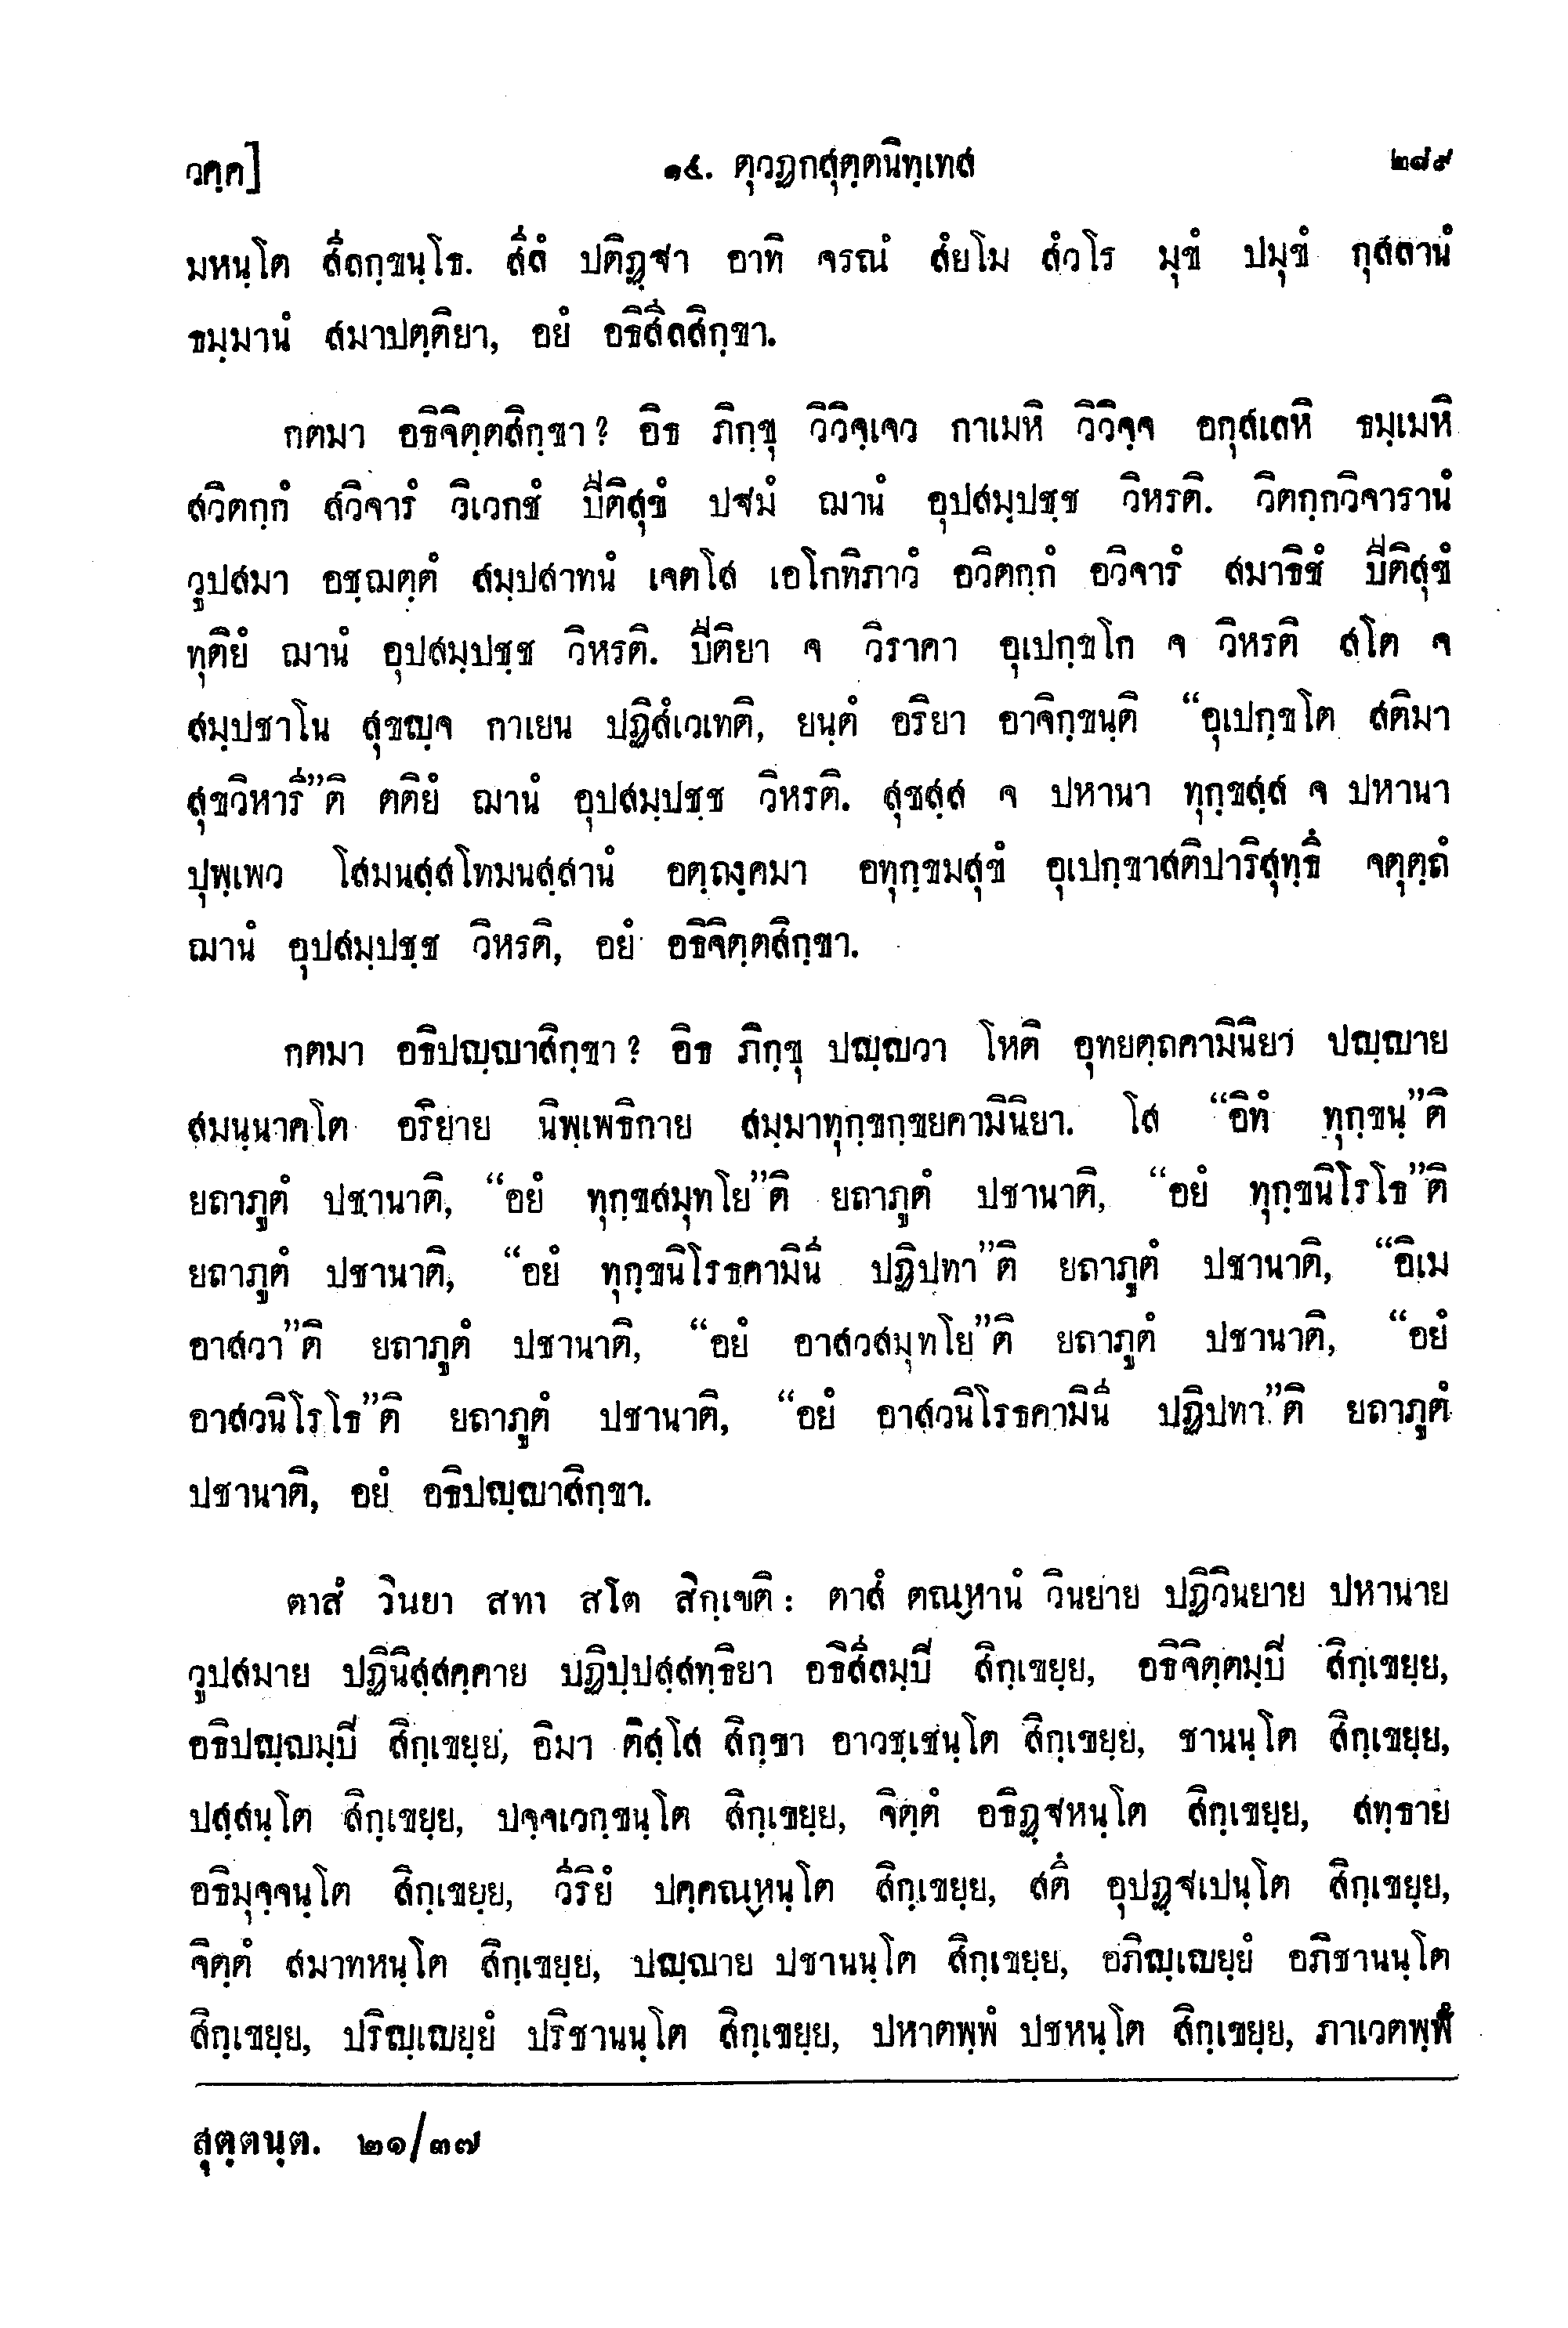 วคฺค]
๑๔. ตุวฏกสุตฺตนิทฺเทส
๒๘๙
มหนฺโต สีลกฺขนฺโธ. สีลํ ปติฏฺฐา อาทิ จรณํ สํยโม สํวโร มุขํ ปมุขํ กุสลานํ
ธมฺมานํ สมาปตฺติยา, อยํ อธิสีลสิกฺขา.
กตมา อธิจิตฺตสิกฺขา? อิธ ภิกฺขุ วิวิจฺเจว กาเมหิ วิวิจฺจ อกุสเลหิ ธมฺเมหิ
สวิตกฺกํ สวิจารํ วิเวกชํ ปีติสุขํ ปฐมํ ฌานํ อุปสมฺปชฺช วิหรติ. วิตกฺกวิจารานํ
วูปสมา อชฺฌตฺตํ สมฺปสาทนํ เจตโส เอโกทิภาวํ อวิตกฺกํ อวิจารํ สมาธิชํ ปีติสุขํ
ทุติยํ ฌานํ อุปสมฺปชฺช วิหรติ. ปีติยา จ วิราคา อุเปกฺขโก จ วิหรติ สโต จ
สมฺปชาโน สุขญฺจ กาเยน ปฏิสํเวเทติ, ยนฺตํ อริยา อาจิกฺขนฺติ “อุเปกฺขโก สติมา
สุขวิหารี”ติ ตติยํ ฌานํ อุปสมฺปชฺช วิหรติ. สุขสฺส จ ปหานา ทุกฺขสฺส จ ปหานา
ปุพฺเพว โสมนสฺสโทมนสฺสานํ อตฺถงฺคมา อทุกฺขมสุขํ อุเปกฺขาสติปาริสุทฺธึ จตุตฺถํ
ฌานํ อุปสมฺปชฺช วิหรติ, อยํ อธิจิตฺตสิกฺขา.
กตมา อธิปญฺญาสิกฺขา? อิธ ภิกฺขุ ปญฺญวา โหติ อุทยตฺถคามินิยา ปญฺญาย
สมนฺนาคโต อริยาย นิพฺเพธิกาย สมฺมาทุกฺขกฺขยคามินิยา. โส “อิทํ ทุกฺขนฺ”ติ
ยถาภูตํ ปชานาติ, “อยํ ทุกฺขสมุทโย”ติ ยถาภูตํ ปชานาติ, “อยํ ทุกฺขนิโรโธ”ติ
ยถาภูตํ ปชานาติ, “อยํ ทุกฺขนิโรธคามินี ปฏิปทา”ติ ยถาภูตํ ปชานาติ, “อิเม
อาสวา”ติ ยถาภูตํ ปชานาติ, “อยํ อาสวสมุทโย”ติ ยถาภูตํ ปชานาติ, “อยํ
อาสวนิโรโธ”ติ ยถาภูตํ ปชานาติ, “อยํ อาสวนิโรธคามินี ปฏิปทา”ติ ยถาภูตํ
ปชานาติ, อยํ อธิปญฺญาสิกฺขา.
ตาสํ วินยา สทา สโต สิกฺเขติ: ตาสํ ตณฺหานํ วินยาย ปฏิวินยาย ปหานาย
วูปสมาย ปฏินิสฺสคฺคาย ปฏิปฺปสฺสทฺธิยา อธิสีลมฺปิ สิกฺเขยฺย, อธิจิตฺตมฺปิ สิกฺเขยฺย,
อธิปญฺญมฺปิ สิกฺเขยฺย, อิมา ติสฺโส สิกฺขา อาวชฺเชนฺโต สิกฺเขยฺย, ชานนฺโต สิกฺเขยฺย,
ปสฺสนฺโต สิกฺเขยฺย, ปจฺจเวกฺขนฺโต สิกฺเขยฺย, จิตฺตํ อธิฏฺฐหนฺโต สิกฺเขยฺย, สทฺธาย
อธิมุจฺจนฺโต สิกฺเขยฺย, วีริยํ ปคฺคณฺหนฺโต สิกฺเขยฺย, สตึ อุปฏฺฐเปนฺโต สิกฺเขยฺย,
จิตฺตํ สมาทหนฺโต สิกฺเขยฺย, ปญฺญาย ปชานนฺโต สิกฺเขยฺย, อภิญฺเญยฺยํ อภิชานนฺโต
สิกฺเขยฺย, ปริญฺเญยฺยํ ปริชานนฺโต สิกฺเขยฺย, ปหาตพฺพํ ปชหนฺโต สิกฺเขยฺย, ภาเวตพฺพํ
สุตฺตนฺต. ๒๑/๓๗